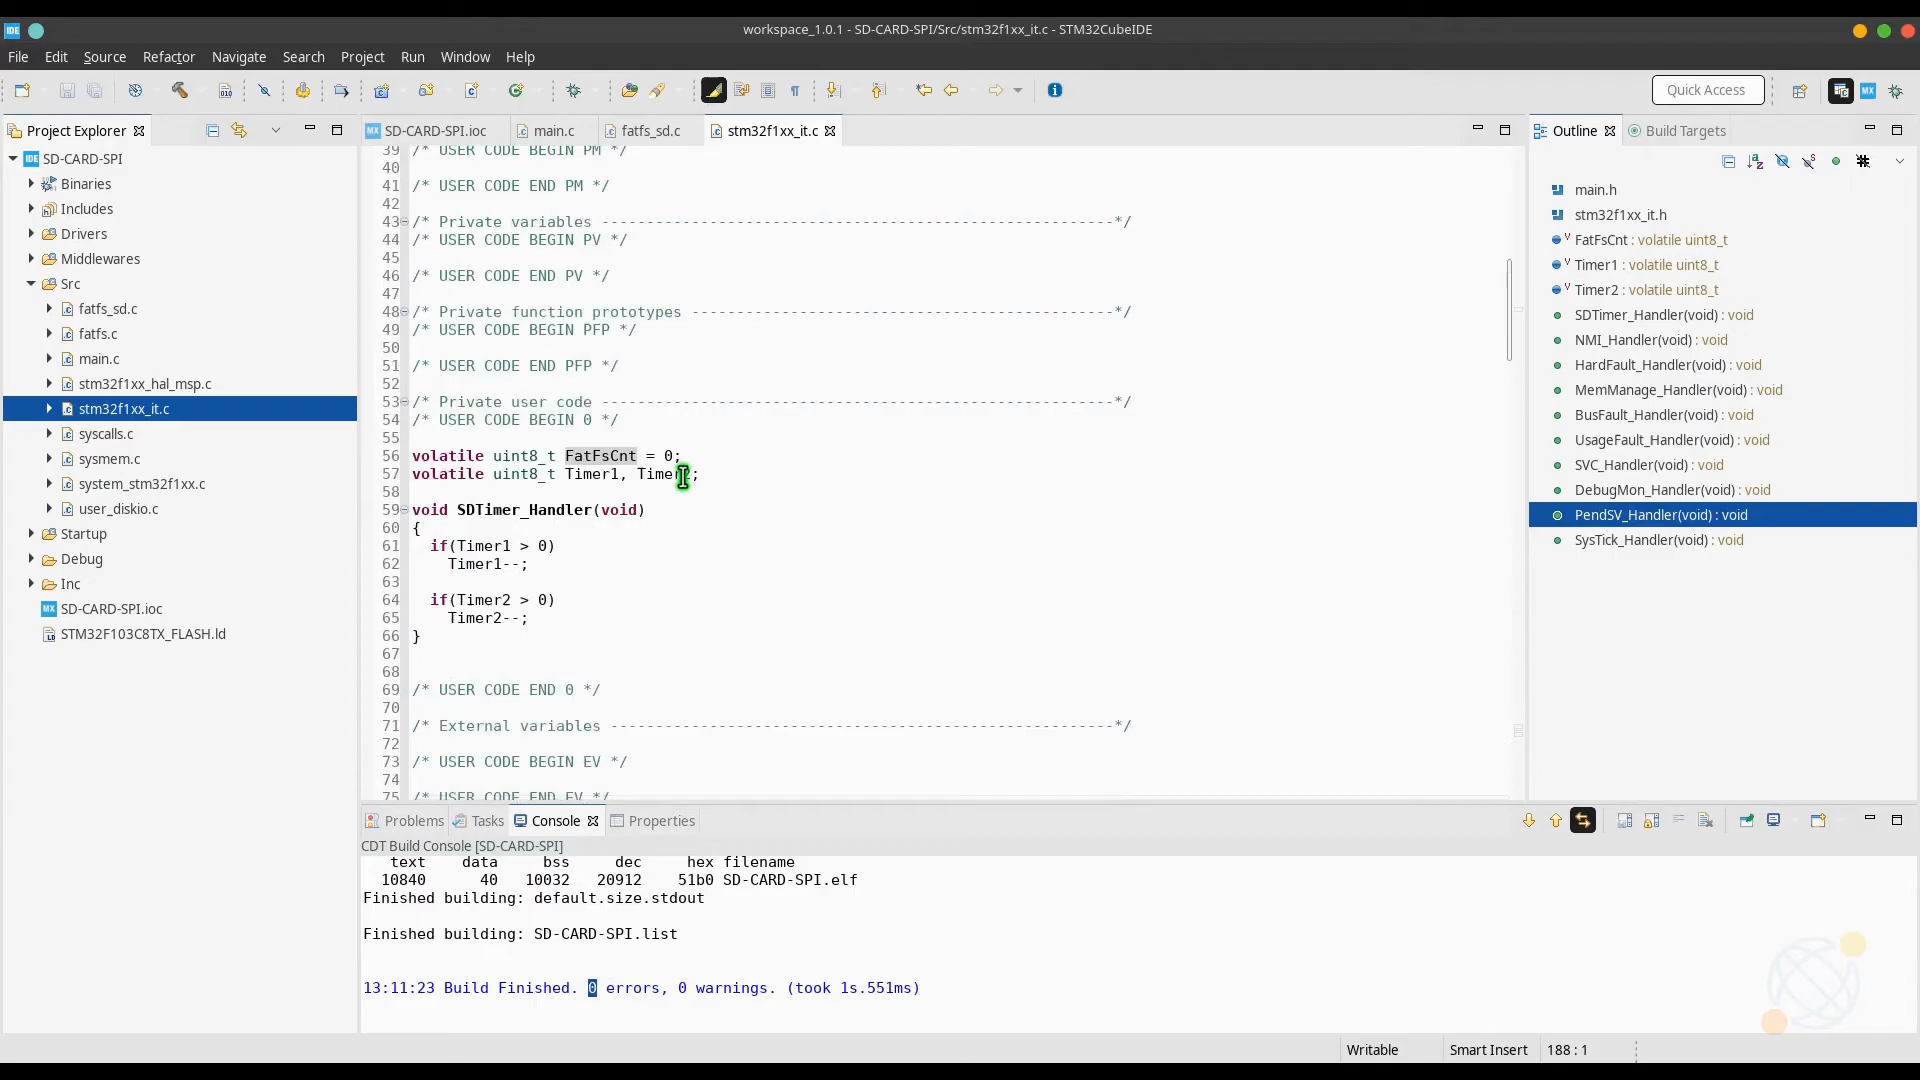 workspace_1.0.1 - SD-CARD-SPI/Src/stm32f1xx_it.c - STM32CubeIDE
File Edit Source Refactor Navigate Search Project Run Window Help
Quick Access
Project Explorer
SD-CARD-SPI
Binaries
Includes
Drivers
Middlewares
Src
fatfs_sd.c
fatfs.c
main.c
stm32f1xx_hal_msp.c
stm32f1xx_it.c
syscalls.c
sysmem.c
system_stm32f1xx.c
user_diskio.c
Startup
Debug
Inc
SD-CARD-SPI.ioc
STM32F103C8TX_FLASH.ld
SD-CARD-SPI.ioc main.c fatfs_sd.c stm32f1xx_it.c
39 /* USER CODE BEGIN PM */
40
41 /* USER CODE END PM */
42
43 /* Private variables ---------------------------------------------------------*/
44 /* USER CODE BEGIN PV */
45
46 /* USER CODE END PV */
47
48 /* Private function prototypes -----------------------------------------------*/
49 /* USER CODE BEGIN PFP */
50
51 /* USER CODE END PFP */
52
53 /* Private user code ---------------------------------------------------------*/
54 /* USER CODE BEGIN 0 */
55
56 volatile uint8_t FatFsCnt = 0;
57 volatile uint8_t Timer1, Timer2;
58
59 void SDTimer_Handler(void)
60 {
61 if(Timer1 > 0)
62 Timer1--;
63
64 if(Timer2 > 0)
65 Timer2--;
66 }
67
68
69 /* USER CODE END 0 */
70
71 /* External variables --------------------------------------------------------*/
72
73 /* USER CODE BEGIN EV */
74
75 /* USER CODE END EV */
Outline Build Targets
main.h
stm32f1xx_it.h
FatFsCnt : volatile uint8_t
Timer1 : volatile uint8_t
Timer2 : volatile uint8_t
SDTimer_Handler(void) : void
NMI_Handler(void) : void
HardFault_Handler(void) : void
MemManage_Handler(void) : void
BusFault_Handler(void) : void
UsageFault_Handler(void) : void
SVC_Handler(void) : void
DebugMon_Handler(void) : void
PendSV_Handler(void) : void
SysTick_Handler(void) : void
Problems Tasks Console Properties
CDT Build Console [SD-CARD-SPI]
text data bss dec hex filename
10840 40 10032 20912 51b0 SD-CARD-SPI.elf
Finished building: default.size.stdout
Finished building: SD-CARD-SPI.list
13:11:23 Build Finished. 0 errors, 0 warnings. (took 1s.551ms)
Writable Smart Insert 188 : 1